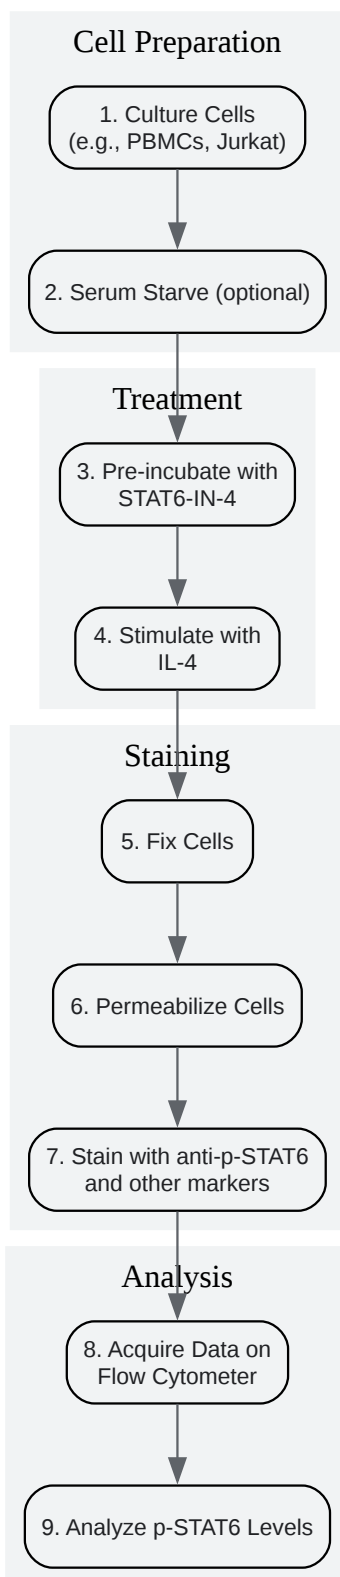 Cell Preparation
1. Culture Cells
(e.g., PBMCs, Jurkat)
2. Serum Starve (optional)
Treatment
3. Pre-incubate with
STAT6-IN-4
4. Stimulate with
IL-4
Staining
5. Fix Cells
6. Permeabilize Cells
7. Stain with anti-p-STAT6
and other markers
Analysis
8. Acquire Data on
Flow Cytometer
9. Analyze p-STAT6 Levels